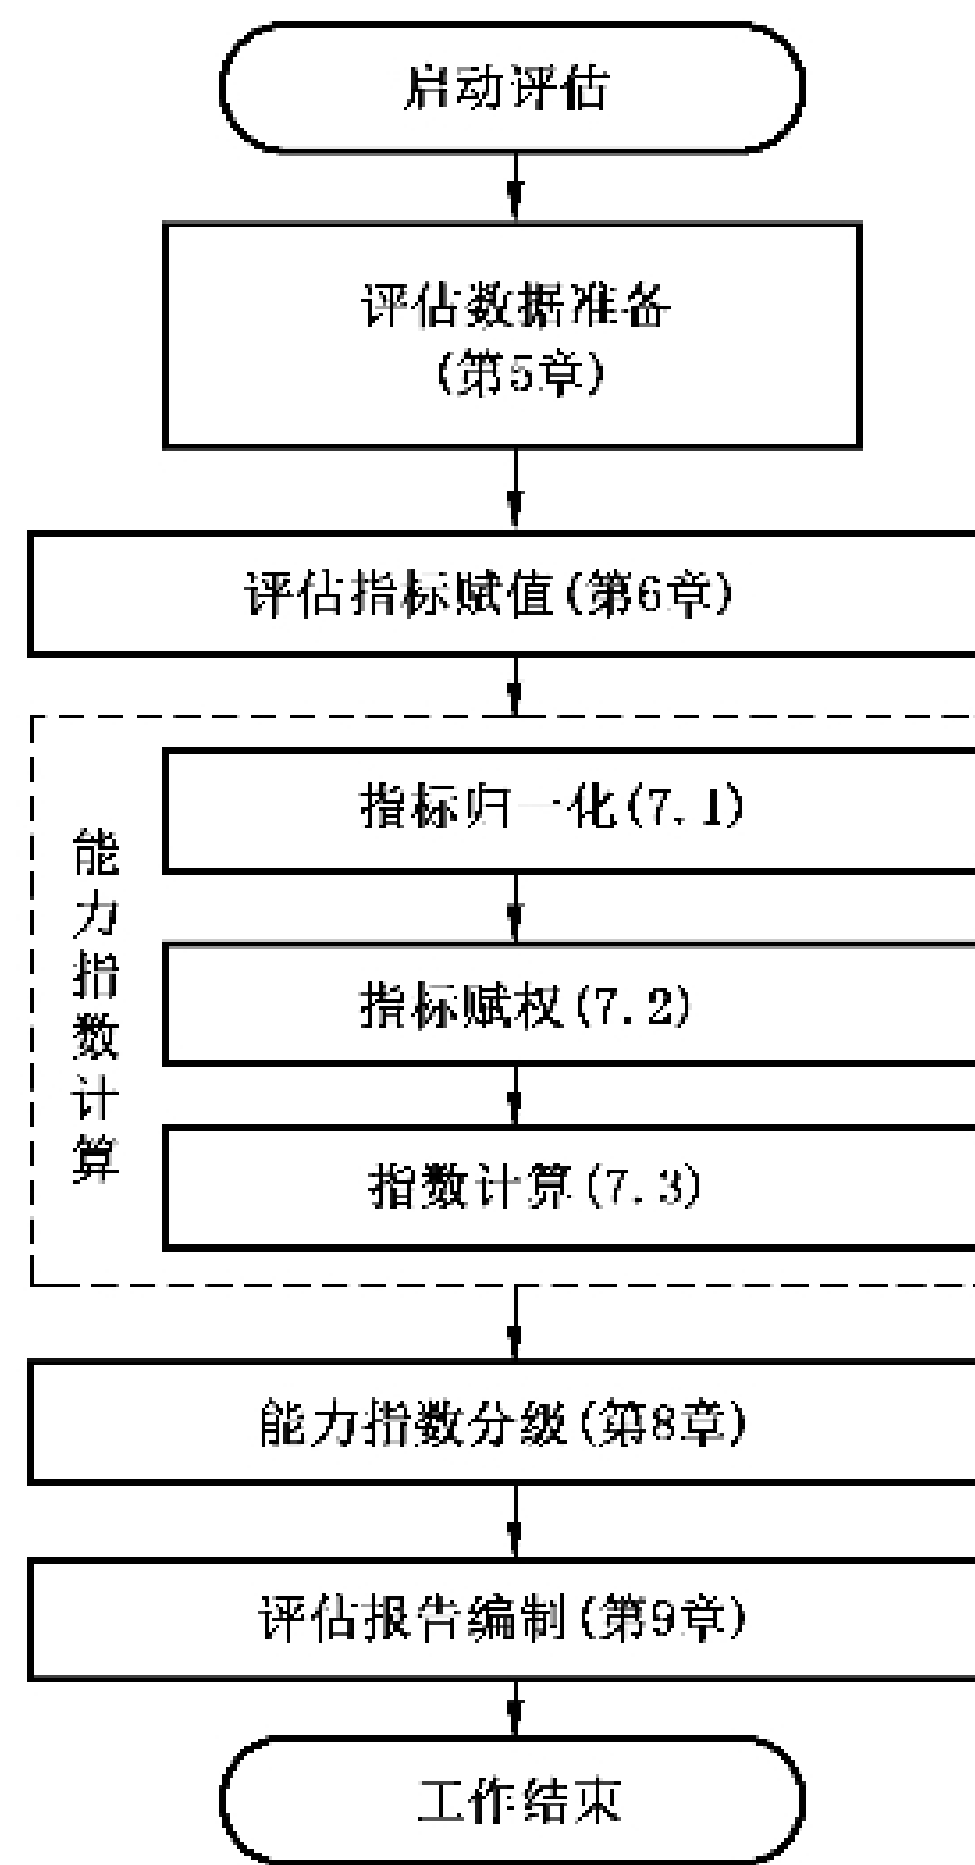 启动评估
评估数据准备
(第5章)
评估指标赋值(第6章)
能力指数计算
指标归一化(7.1)
指标赋权(7.2)
指数计算(7.3)
能力指数分级(第8章)
评估报告编制(第9章)
工作结束